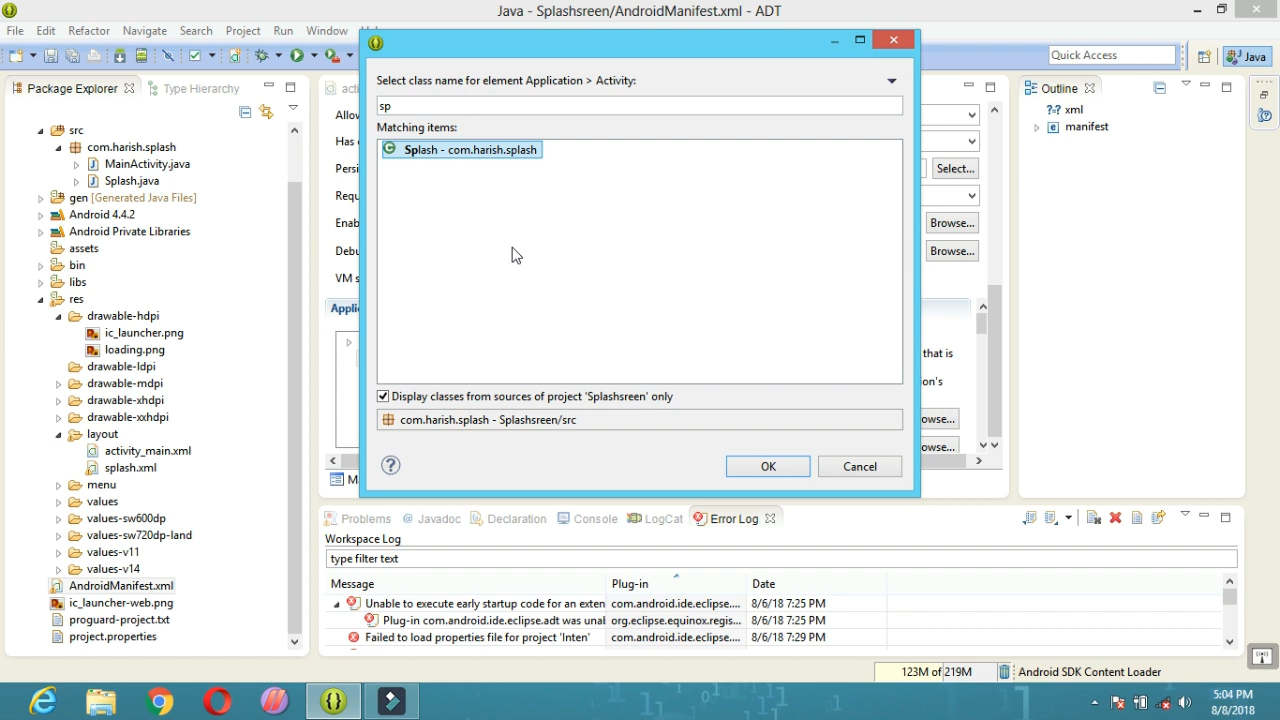 Java - Splashsreen/AndroidManifest.xml - ADT
File Edit Refactor Navigate Search Project Run Window
Quick Access
Java
Package Explorer
Type Hierarchy
src
com.harish.splash
MainActivity.java
Splash.java
gen [Generated Java Files]
Android 4.4.2
Android Private Libraries
assets
bin
libs
res
drawable-hdpi
ic_launcher.png
loading.png
drawable-ldpi
drawable-mdpi
drawable-xhdpi
drawable-xxhdpi
layout
activity_main.xml
splash.xml
menu
values
values-sw600dp
values-sw720dp-land
values-v11
values-v14
AndroidManifest.xml
ic_launcher-web.png
proguard-project.txt
project.properties
Select class name for element Application > Activity:
sp
Matching items:
Splash - com.harish.splash
Display classes from sources of project 'Splashsreen' only
com.harish.splash - Splashsreen/src
OK
Cancel
Select...
Browse...
Browse...
that is
on's
Outline
xml
manifest
Problems
Javadoc
Declaration
Console
LogCat
Error Log
Workspace Log
type filter text
Message Plug-in Date
Unable to execute early startup code for an exten com.android.ide.eclipse.... 8/6/18 7:25 PM
Plug-in com.android.ide.eclipse.adt was unab org.eclipse.equinox.regis... 8/6/18 7:25 PM
Failed to load properties file for project 'Inten' com.android.ide.eclipse.... 8/6/18 7:29 PM
123M of 219M
Android SDK Content Loader
5:04 PM
8/8/2018